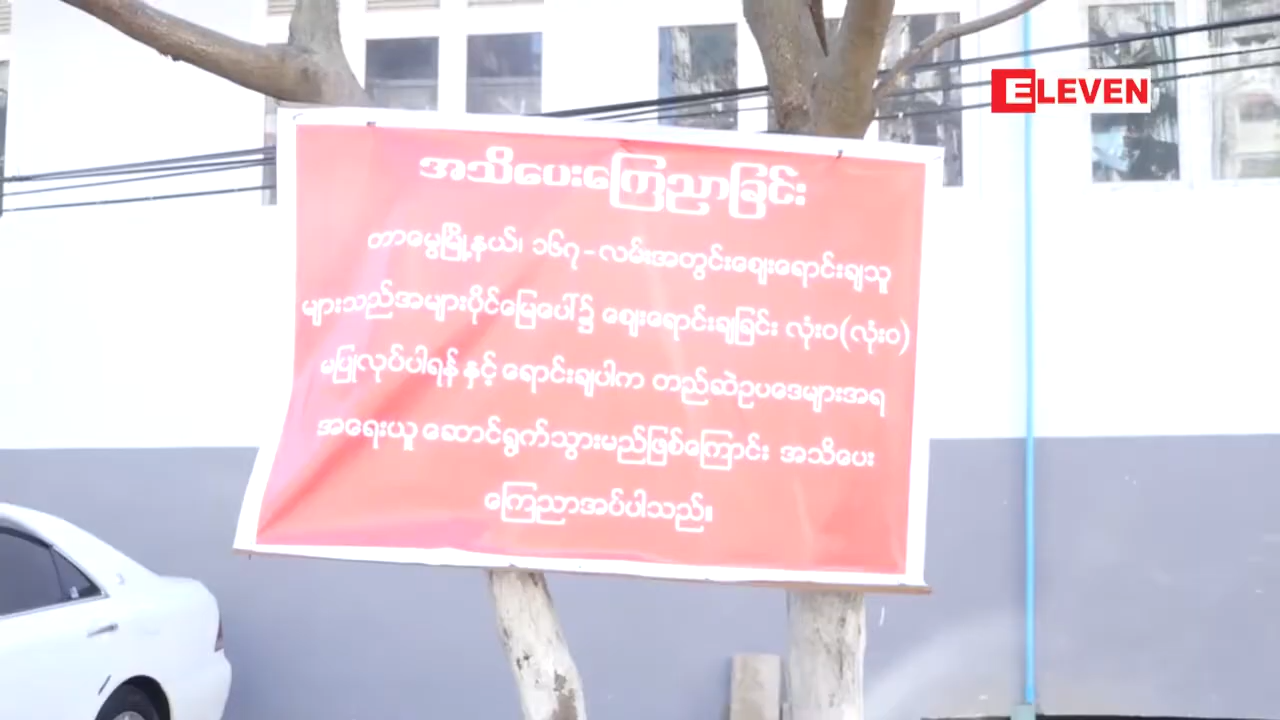 ELEVEN
အသိပေးကြေညာခြင်း
တာမွေမြို့နယ်၊ ၁၆၇-လမ်းအတွင်းဈေးရောင်းချသူ
များသည်အများပိုင်မြေပေါ်၌ ဈေးရောင်းချခြင်း လုံးဝ(လုံးဝ)
မပြုလုပ်ပါရန် နှင့် ရောင်းချပါက တည်ဆဲဥပဒေများအရ
အရေးယူ ဆောင်ရွက်သွားမည်ဖြစ်ကြောင်း အသိပေး
ကြေညာအပ်ပါသည်။